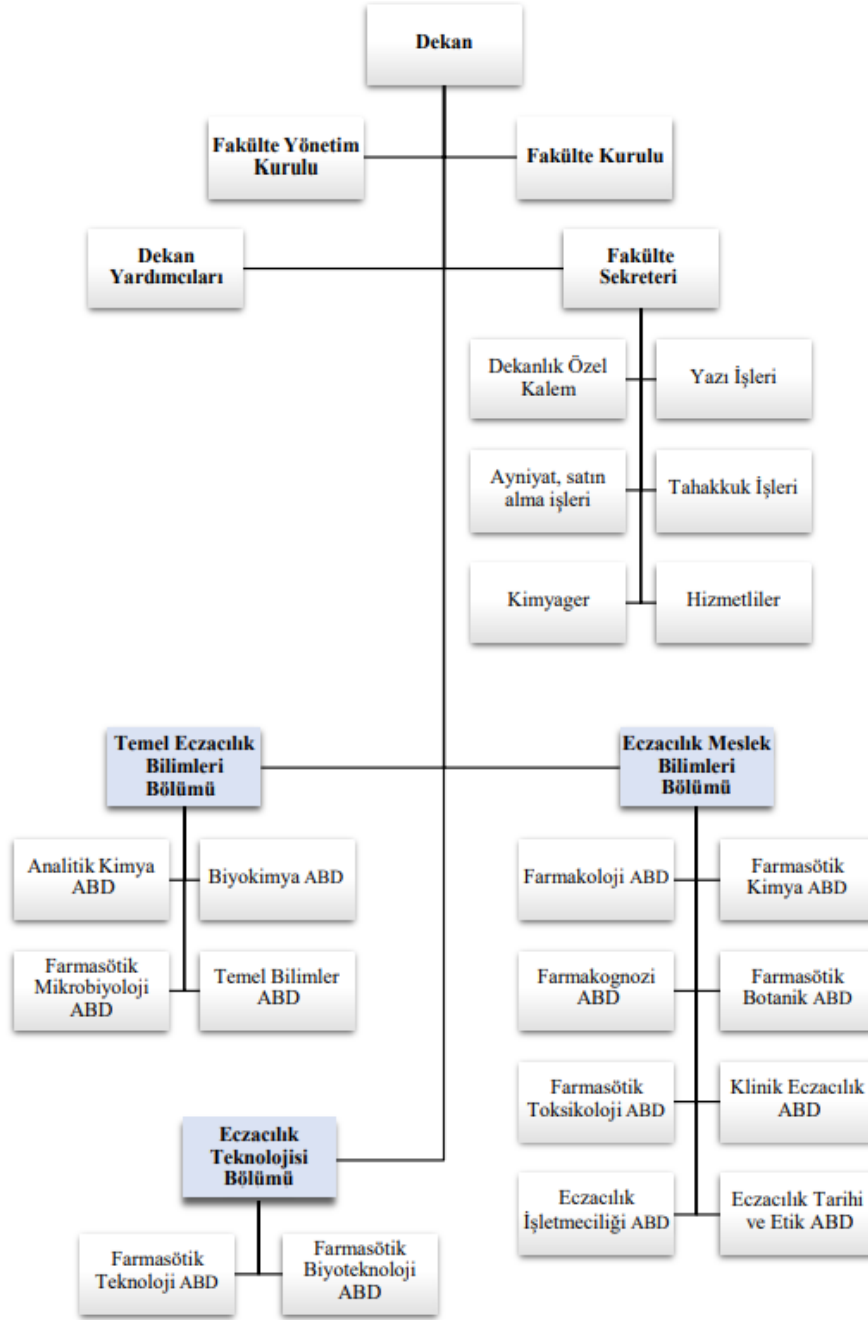 Dekan
Fakülte Yönetim
Kurulu
Fakülte Kurulu
Dekan
Yardımcıları
Fakülte
Sekreteri
Dekanlık Özel
Kalem
Yazı İşleri
Ayniyat, satın
alma işleri
Tahakkuk İşleri
Kimyager
Hizmetliler
Temel Eczacılık
Bilimleri
Bölümü
Eczacılık Meslek
Bilimleri
Bölümü
Analitik Kimya
ABD
Biyokimya ABD
Farmakoloji ABD
Farmasötik
Kimya ABD
Farmasötik
Mikrobiyoloji
ABD
Temel Bilimler
ABD
Farmakognozi
ABD
Farmasötik
Botanik ABD
Farmasötik
Toksikoloji ABD
Klinik Eczacılık
ABD
Eczacılık
Teknolojisi
Bölümü
Eczacılık
İşletmeciliği ABD
Eczacılık Tarihi
ve Etik ABD
Farmasötik
Teknoloji ABD
Farmasötik
Biyoteknoloji
ABD